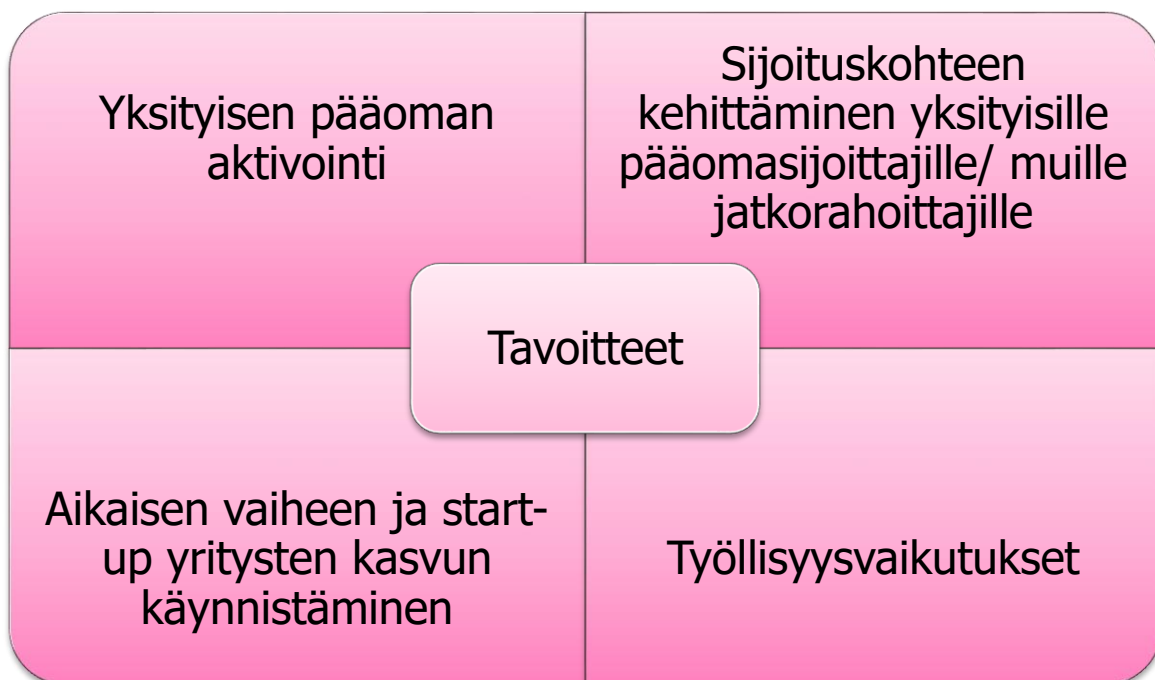 Yksityisen pääoman
aktivointi
Sijoituskohteen
kehittäminen yksityisille
pääomasijoittajille/ muille
jatkorahoittajille
Tavoitteet
Aikaisen vaiheen ja start-
up yritysten kasvun
käynnistäminen
Työllisyysvaikutukset